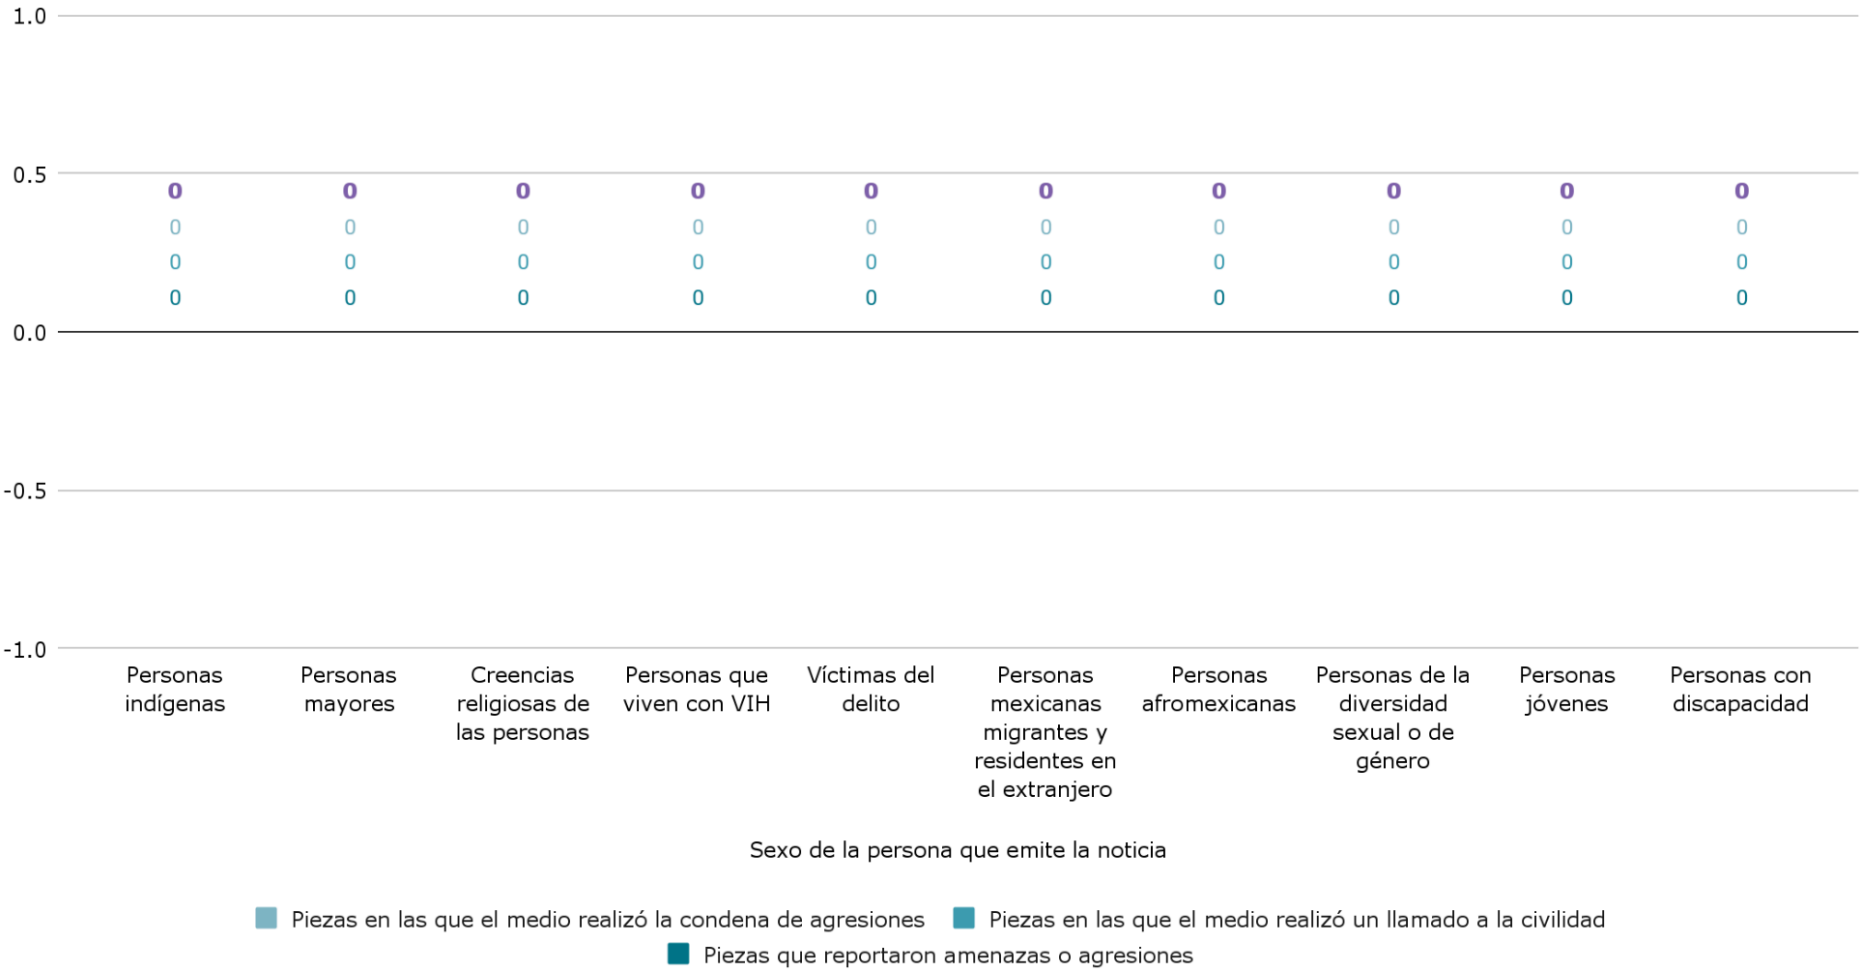 1.0
0.5
0 0 0 0 0 0 0 0 0 0
0 0 0 0 0 0 0 0 0 0
0 0 0 0 0 0 0 0 0 0
0 0 0 0 0 0 0 0 0 0
0.0
-0.5
-1.0
Personas
indígenas
Personas
mayores
Creencias
religiosas de
las personas
Personas que
viven con VIH
Víctimas del
delito
Personas
mexicanas
migrantes y
residentes en
el extranjero
Personas
afromexicanas
Personas de la
diversidad
sexual o de
género
Personas
jóvenes
Personas con
discapacidad
Sexo de la persona que emite la noticia
Piezas en las que el medio realizó la condena de agresiones
Piezas en las que el medio realizó un llamado a la civilidad
Piezas que reportaron amenazas o agresiones